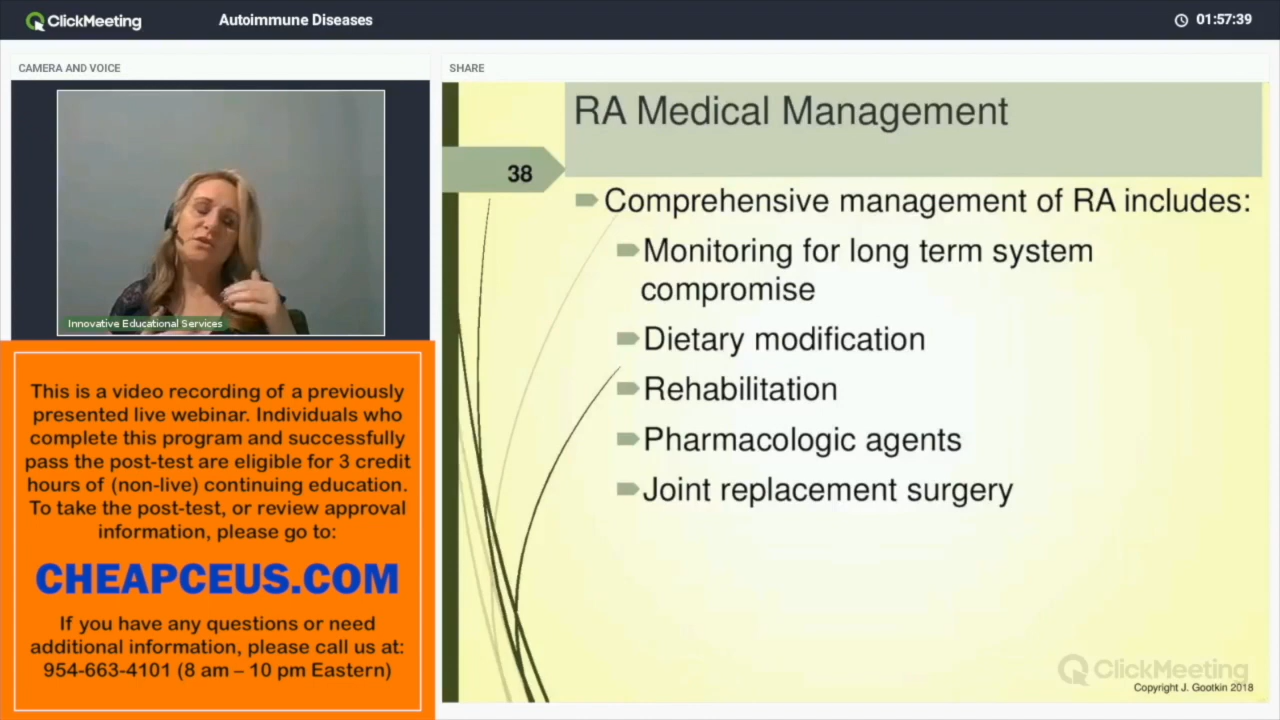 ClickMeeting
Autoimmune Diseases
01:57:39
CAMERA AND VOICE
Innovative Educational Services
This is a video recording of a previously
presented live webinar. Individuals who
complete this program and successfully
pass the post-test are eligible for 3 credit
hours of (non-live) continuing education.
To take the post-test, or review approval
information, please go to:
CHEAPCEUS.COM
If you have any questions or need
additional information, please call us at:
954-663-4101 (8 am – 10 pm Eastern)
SHARE
RA Medical Management
38
Comprehensive management of RA includes:
Monitoring for long term system
compromise
Dietary modification
Rehabilitation
Pharmacologic agents
Joint replacement surgery
ClickMeeting
Copyright J. Gootkin 2018